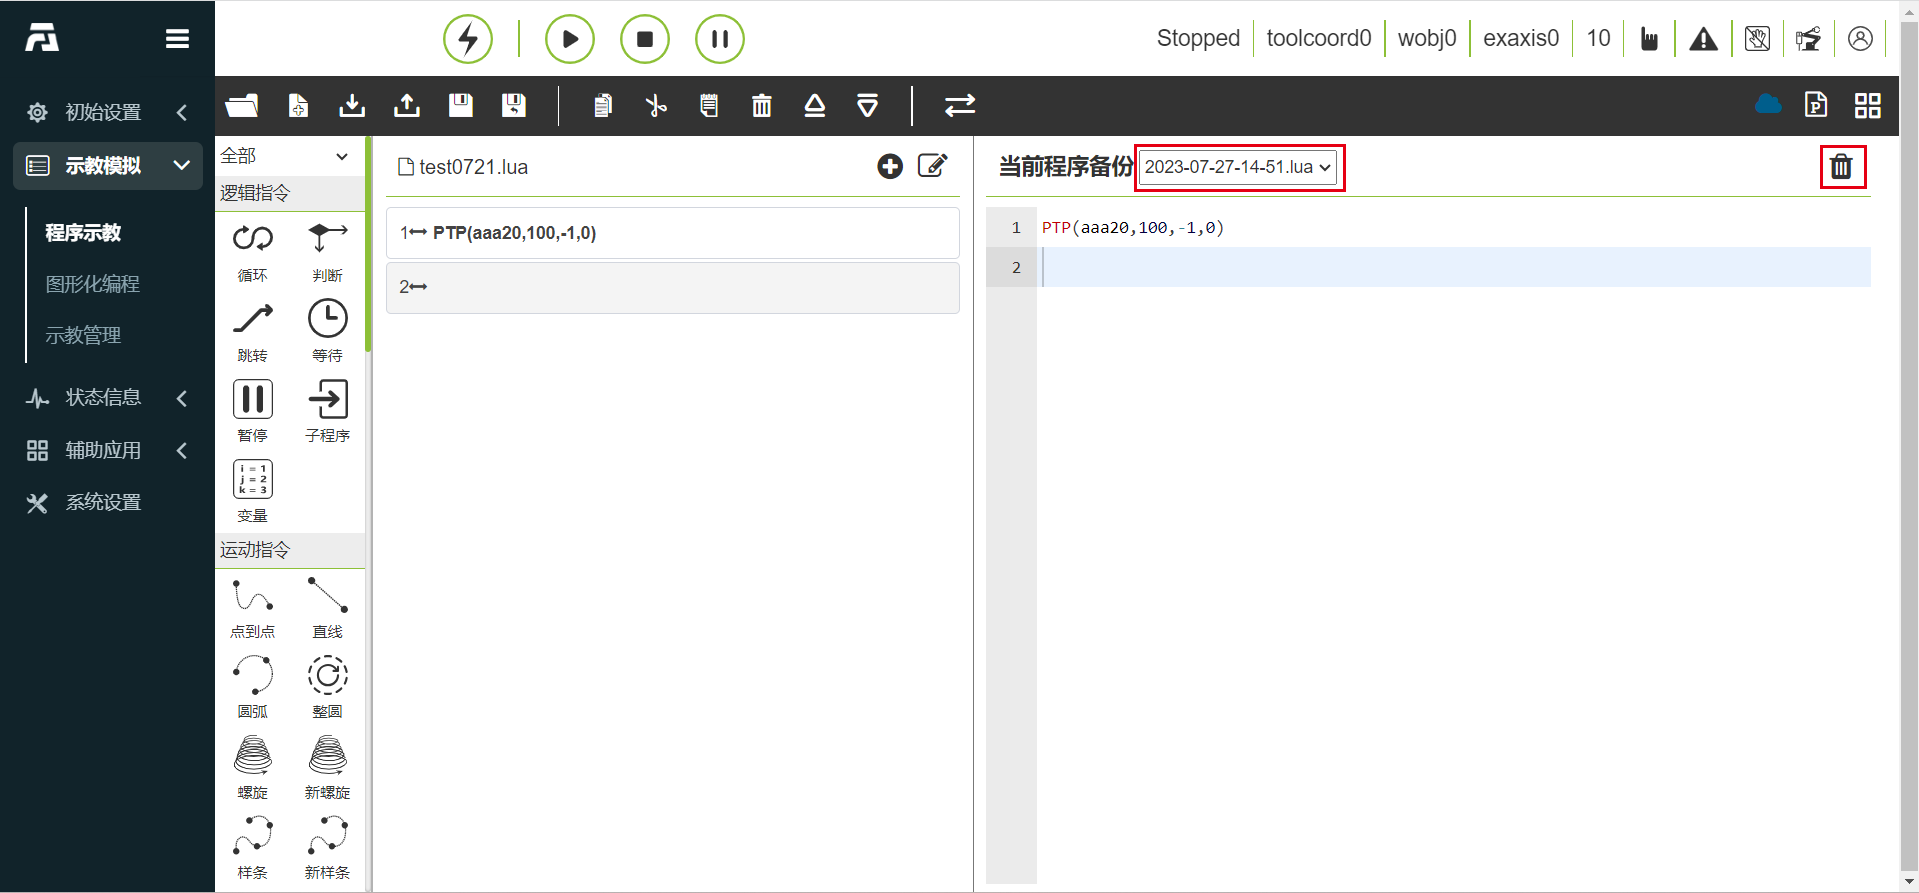 Stopped
toolcoord0
wobj0
exaxis0
10
初始设置
示教模拟
程序示教
图形化编程
示教管理
状态信息
辅助应用
系统设置
P
全部
逻辑指令
循环
判断
跳转
等待
暂停
子程序
i = 1
j = 2
k = 3
变量
运动指令
点到点
直线
圆弧
整圆
螺旋
新螺旋
样条
新样条
test0721.lua
1 PTP(aaa20,100,-1,0)
2
当前程序备份 2023-07-27-14-51.lua
1 PTP(aaa20,100,-1,0)
2